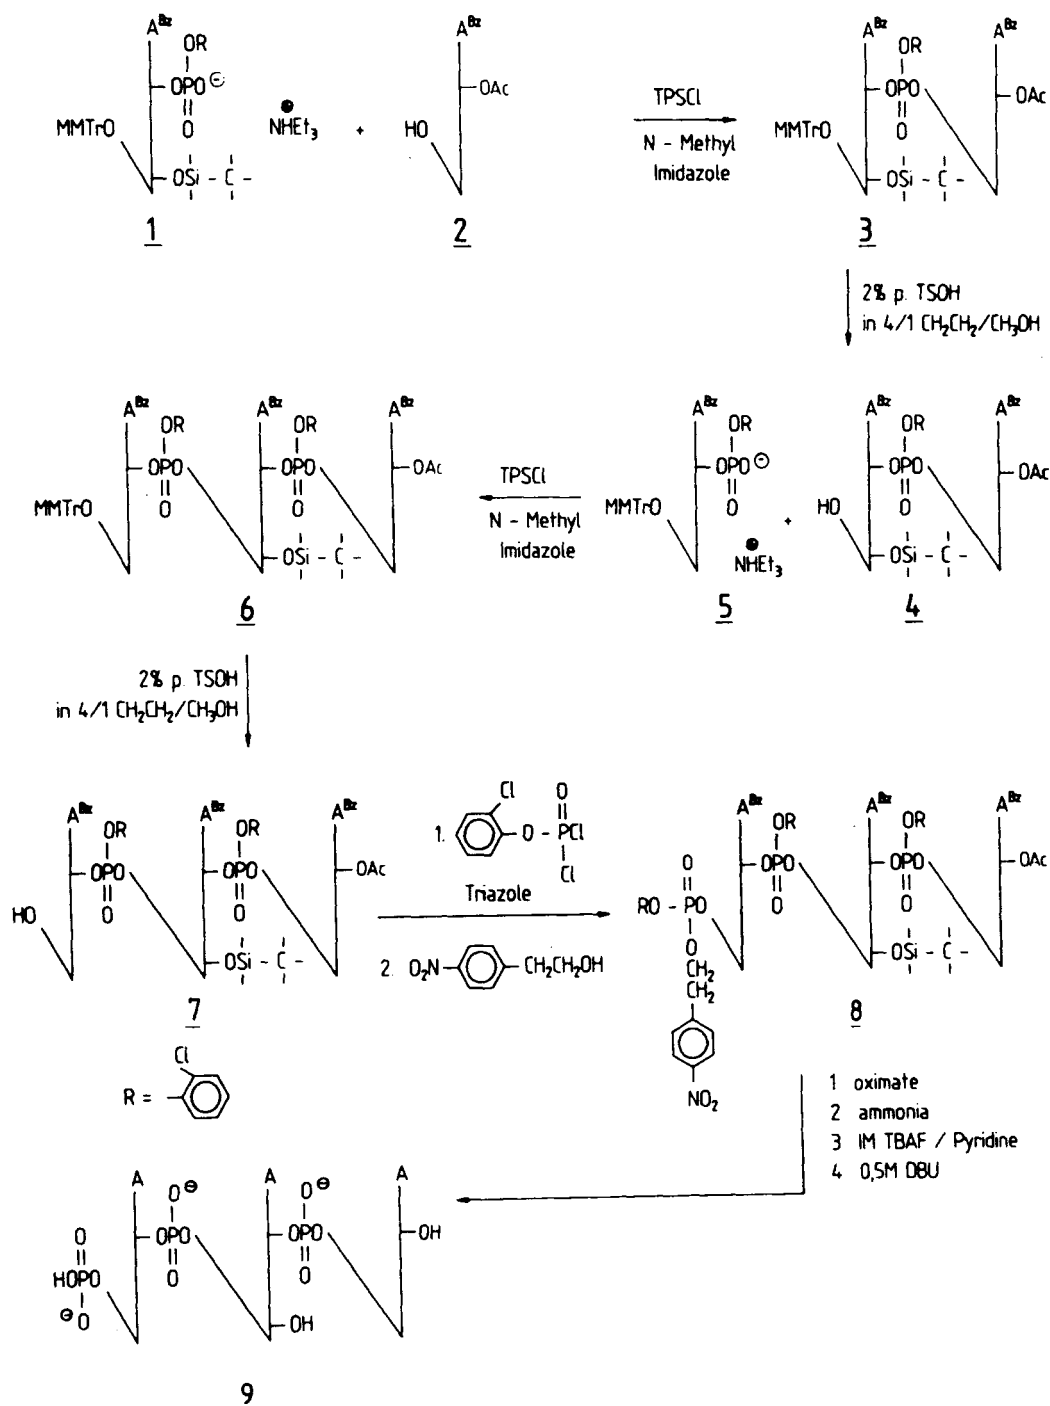 A^Bz
OR
OPO⊖
O
MMTrO
OSi-C-
NHEt₃
1
+
A^Bz
OAc
HO
2
TPSCl
N - Methyl
Imidazole
A^Bz
OR
OPO
O
MMTrO
OSi-C-
A^Bz
OAc
3
2% p. TSOH
in 4/1 CH₂CH₂/CH₃OH
A^Bz
OR
OPO
O
MMTrO
A^Bz
OR
OPO
O
OSi-C-
A^Bz
OAc
6
TPSCl
N - Methyl
Imidazole
A^Bz
OR
OPO⊖
O
MMTrO
NHEt₃
5
+
A^Bz
OR
OPO
O
HO
OSi-C-
A^Bz
OAc
4
2% p. TSOH
in 4/1 CH₂CH₂/CH₃OH
A^Bz
OR
OPO
O
HO
A^Bz
OR
OPO
O
OSi-C-
A^Bz
OAc
7
1. Cl
O
O-PCl
Cl
Triazole
2. O₂N-
-CH₂CH₂OH
O
RO-PO
O
CH₂
CH₂
NO₂
A^Bz
OR
OPO
O
A^Bz
OR
OPO
O
OSi-C-
A^Bz
OAc
8
R =
Cl
1 oximate
2 ammonia
3 1M TBAF / Pyridine
4 0,5M DBU
A
O⊖
OPO
O
O
HOPO
⊖O
A
O⊖
OPO
O
OH
A
OH
9